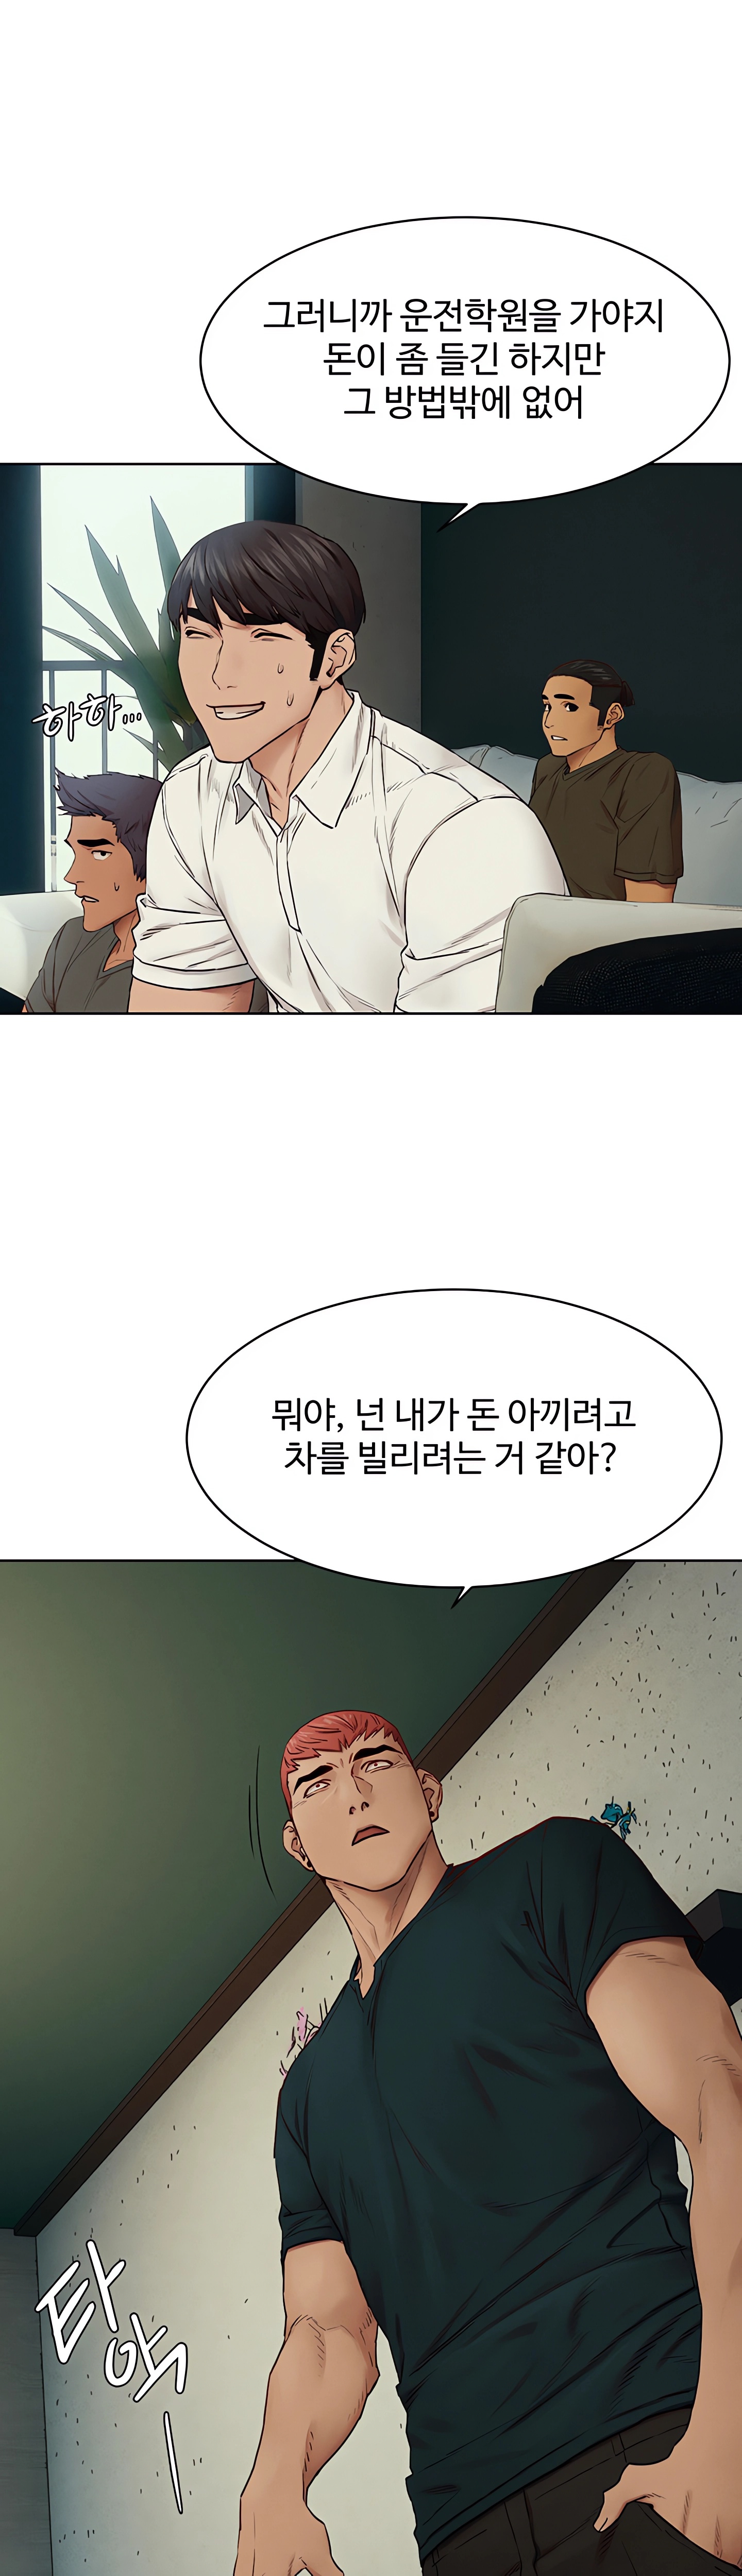 그러니까 운전학원을 가야지
돈이 좀 들긴 하지만
그 방법밖에 없어
하하...
뭐야, 넌 내가 돈 아끼려고
차를 빌리려는 거 같아?
타악